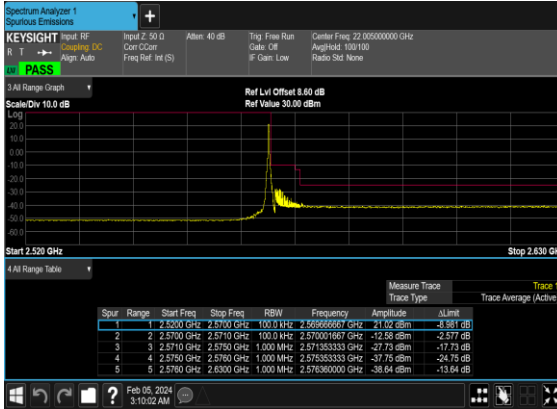 Spectrum Analyzer 1
Spurious Emissions
+
KEYSIGHT Input: RF Input Z: 50 Ω Atten: 40 dB Trig: Free Run Center Freq: 22.005000000 GHz
R T Coupling: DC Corr CCorr Gate: Off Avg|Hold: 100/100
Align: Auto Freq Ref: Int (S) IF Gain: Low Radio Std: None
PASS
3 All Range Graph
Ref Lvl Offset 8.60 dB
Scale/Div 10.0 dB Ref Value 30.00 dBm
Log
20.0
10.0
0.00
-10.0
-20.0
-30.0
-40.0
-50.0
-60.0
Start 2.520 GHz Stop 2.630 GH
4 All Range Table
Measure Trace Trace 1
Trace Type Trace Average (Active
Spur Range Start Freq Stop Freq RBW Frequency Amplitude ΔLimit
1 1 2.5200 GHz 2.5700 GHz 100.0 kHz 2.569666667 GHz 21.02 dBm -8.981 dB
2 2 2.5700 GHz 2.5710 GHz 100.0 kHz 2.570001667 GHz -12.58 dBm -2.577 dB
3 3 2.5710 GHz 2.5750 GHz 1.000 MHz 2.571353333 GHz -27.73 dBm -17.73 dB
4 4 2.5750 GHz 2.5760 GHz 1.000 MHz 2.575353333 GHz -37.75 dBm -24.75 dB
5 5 2.5760 GHz 2.6300 GHz 1.000 MHz 2.576360000 GHz -38.64 dBm -13.64 dB
? Feb 05, 2024
3:10:02 AM